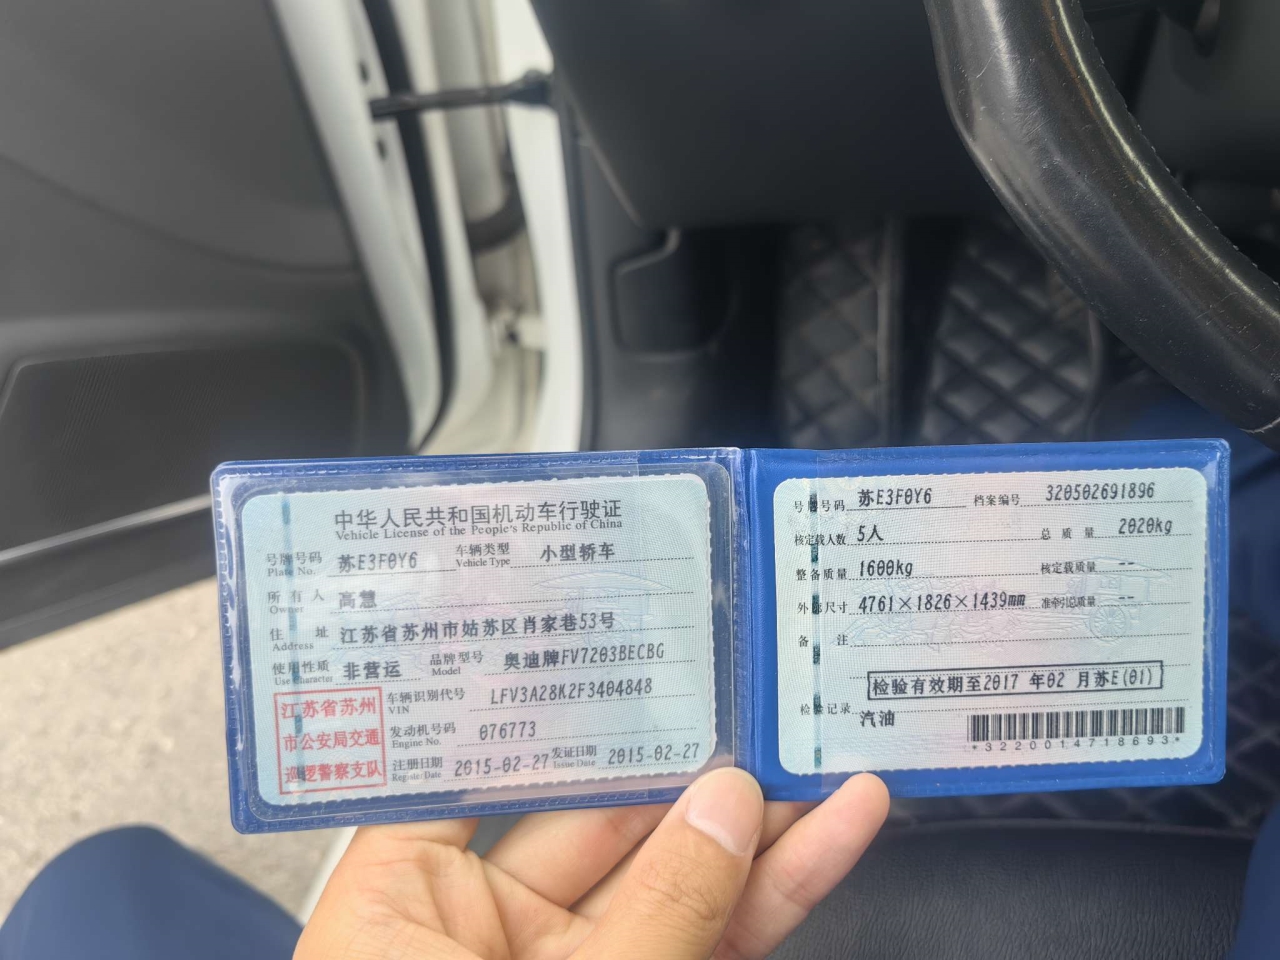 中华人民共和国机动车行驶证
Vehicle License of the People's Republic of China
号牌号码 苏E3F0Y6 车辆类型 小型轿车
Plate No. Vehicle Type
所有人 高慧
Owner
住址 江苏省苏州市姑苏区肖家巷53号
Address
使用性质 非营运 品牌型号 奥迪牌FV7203BECBG
Use Character Model
江苏省苏州
市公安局交通
巡逻警察支队
车辆识别代号 LFV3A28K2F3404848
VIN
发动机号码 076773
Engine No.
注册日期 2015-02-27 发证日期 2015-02-27
Register Date Issue Date
号牌号码 苏E3F0Y6 档案编号 320502691896
核定载人数 5人 总质量 2020kg
整备质量 1600kg 核定载质量 --
外廓尺寸 4761×1826×1439mm 准牵引总质量 --
备注
检验有效期至2017 年02 月苏E(01)
检验记录
汽油
*3220014718693*